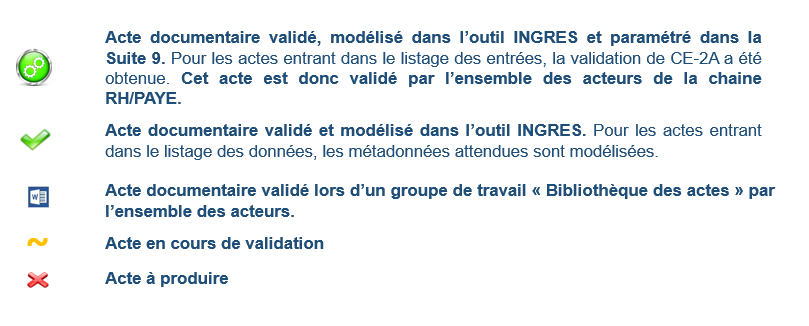 Acte documentaire validé, modélisé dans l’outil INGRES et paramétré dans la
Suite 9. Pour les actes entrant dans le listage des entrées, la validation de CE-2A a été
obtenue. Cet acte est donc validé par l’ensemble des acteurs de la chaine
RH/PAYE.
Acte documentaire validé et modélisé dans l’outil INGRES. Pour les actes entrant
dans le listage des données, les métadonnées attendues sont modélisées.
Acte documentaire validé lors d’un groupe de travail « Bibliothèque des actes » par
l’ensemble des acteurs.
Acte en cours de validation
Acte à produire